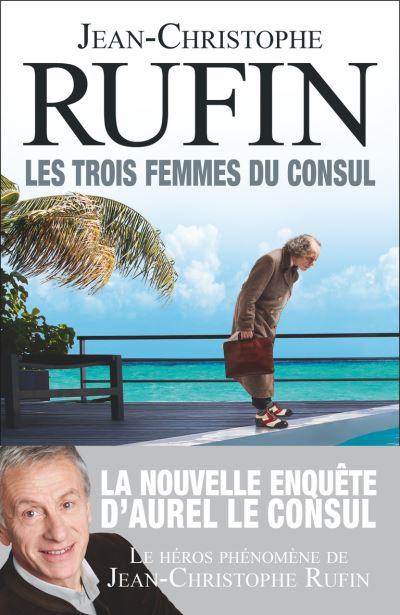 JEAN-CHRISTOPHE
RUFIN
LES TROIS FEMMES DU CONSUL
LA NOUVELLE ENQUÊTE
D'AUREL LE CONSUL
LE HÉROS PHÉNOMÈNE DE
JEAN-CHRISTOPHE RUFIN